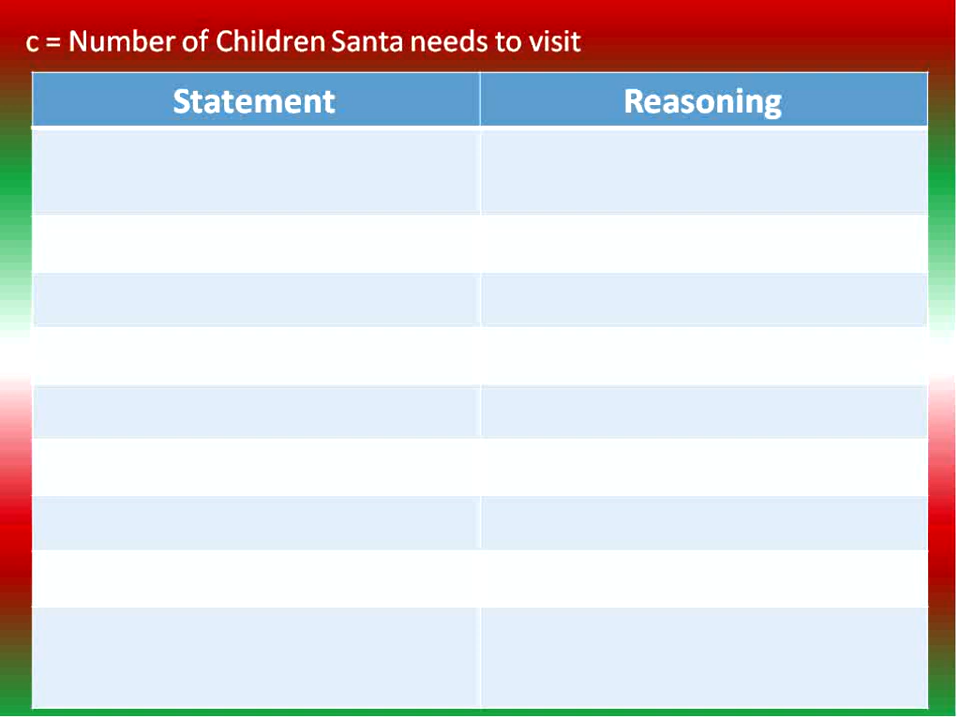 c = Number of Children Santa needs to visit
Statement Reasoning